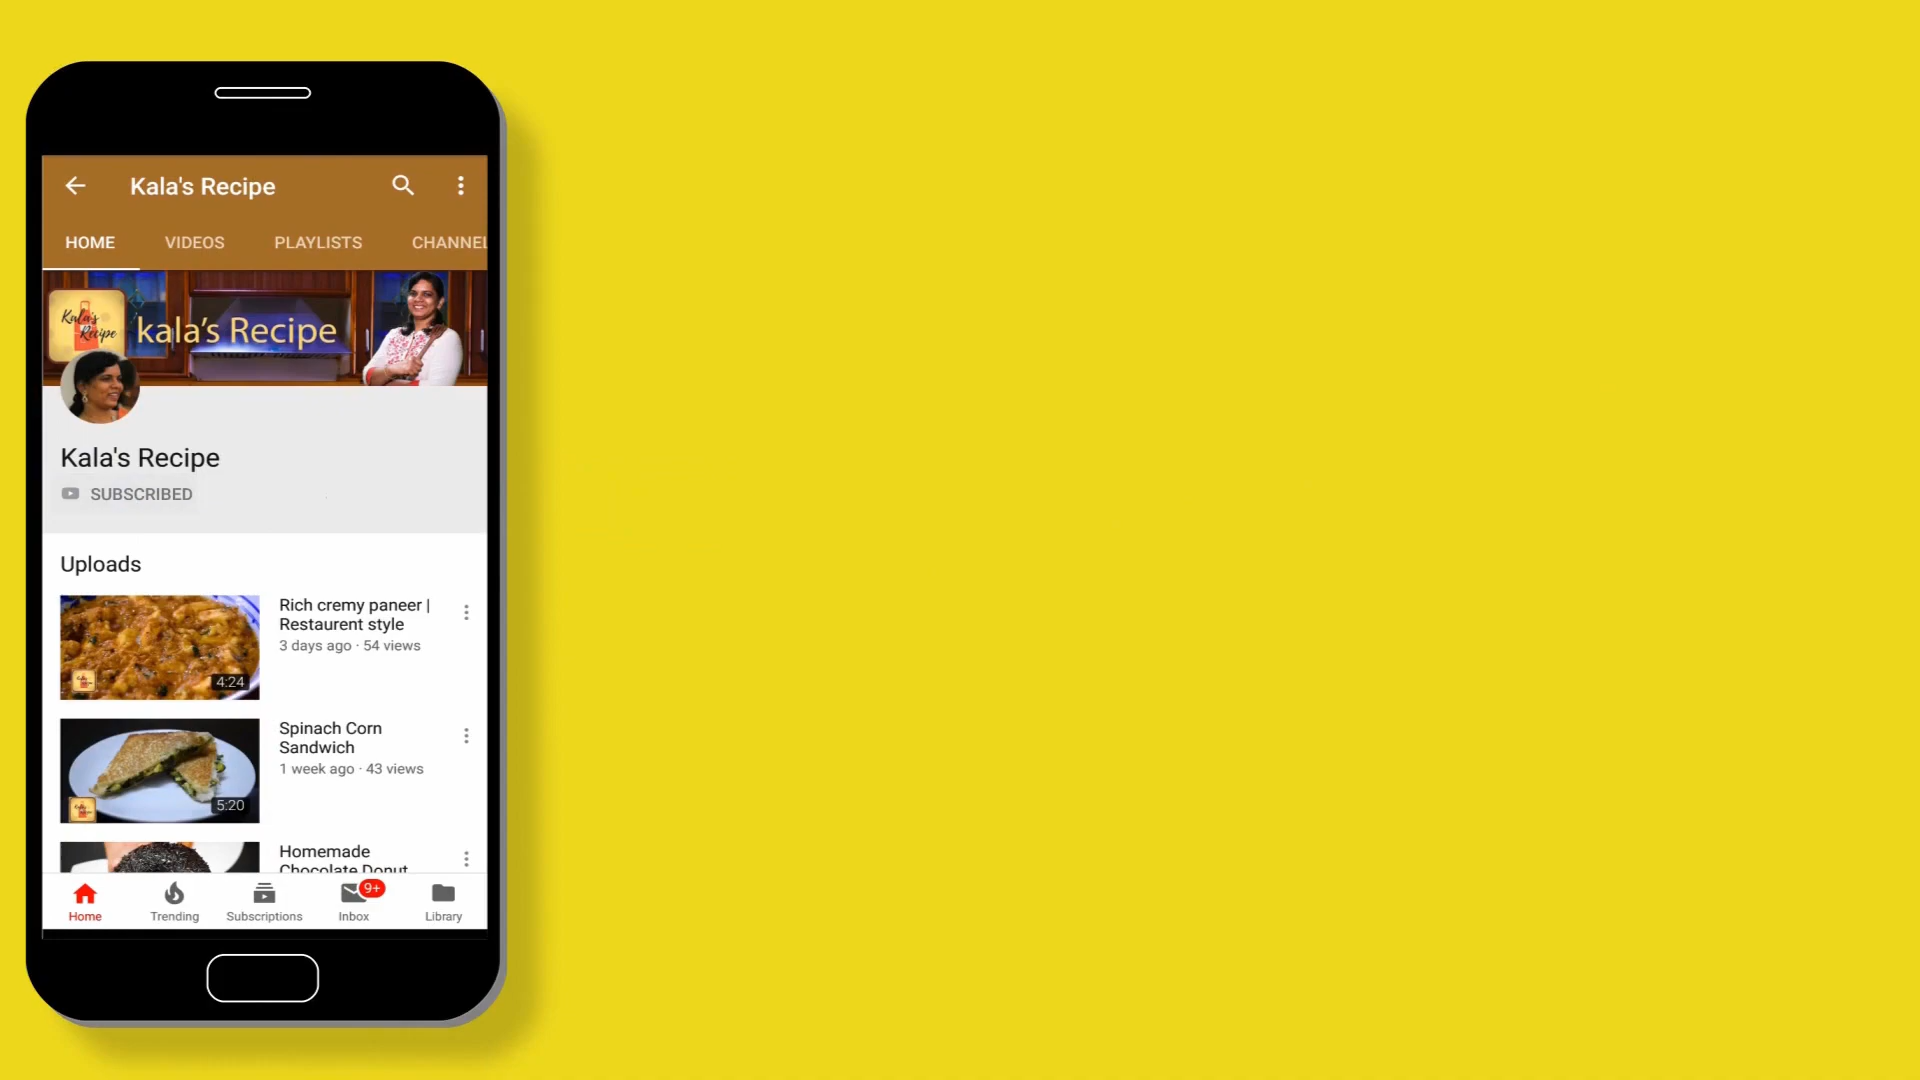 Kala's Recipe
HOME VIDEOS PLAYLISTS CHANNEL
Kala's
Recipe
kala's Recipe
Kala's Recipe
SUBSCRIBED
Uploads
Rich cremy paneer |
Restaurent style
3 days ago · 54 views
4:24
Spinach Corn
Sandwich
1 week ago · 43 views
5:20
Homemade
Chocolate Donut
9+
Home Trending Subscriptions Inbox Library